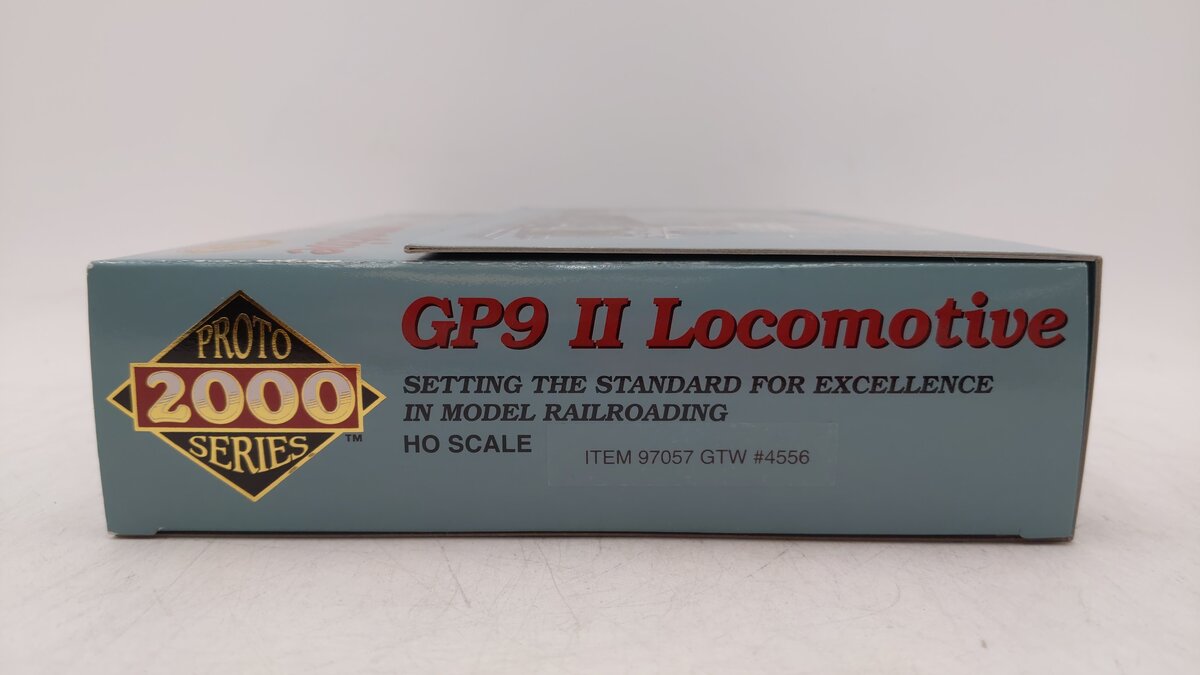 PROTO
2000
SERIES
™
GP9 II Locomotive
SETTING THE STANDARD FOR EXCELLENCE
IN MODEL RAILROADING
HO SCALE
ITEM 97057 GTW #4556